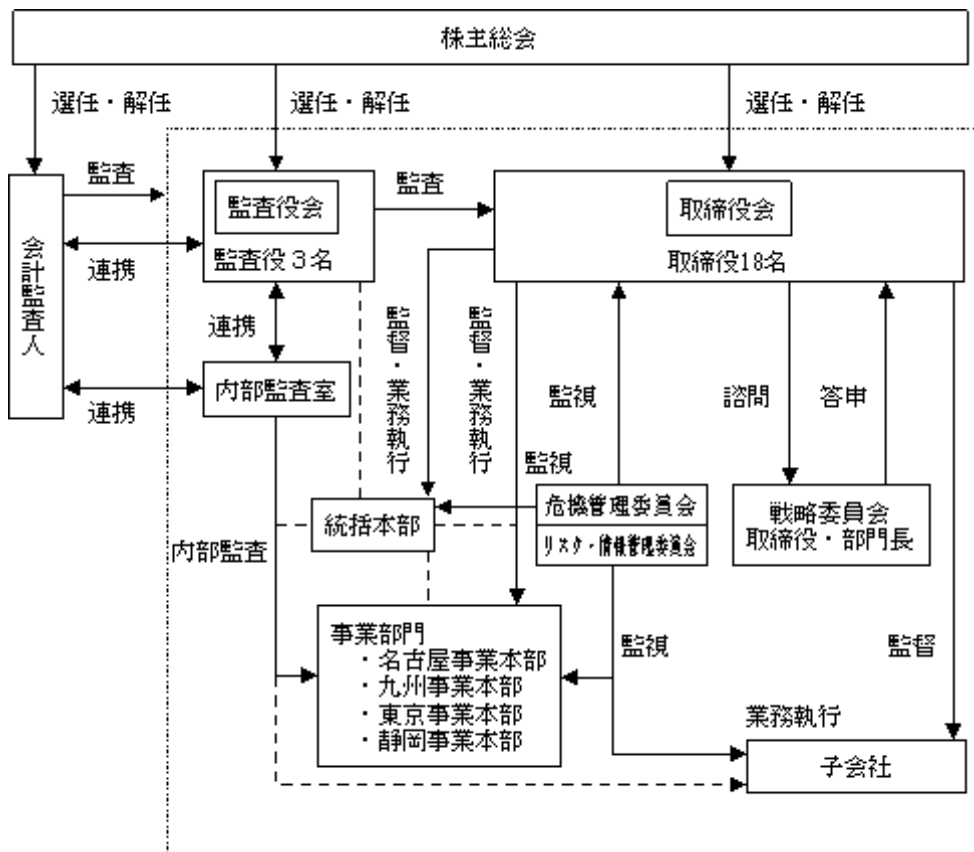 株主総会
選任・解任
選任・解任
選任・解任
監査
監査役会
監査役3名
監査
取締役会
取締役18名
会計監査人
連携
連携
連携
内部監査室
監督・業務執行
監督・業務執行
監視
諮問
答申
監視
統括本部
危機管理委員会
リスク・情報管理委員会
戦略委員会
取締役・部門長
内部監査
事業部門
・名古屋事業本部
・九州事業本部
・東京事業本部
・静岡事業本部
監視
監督
業務執行
子会社